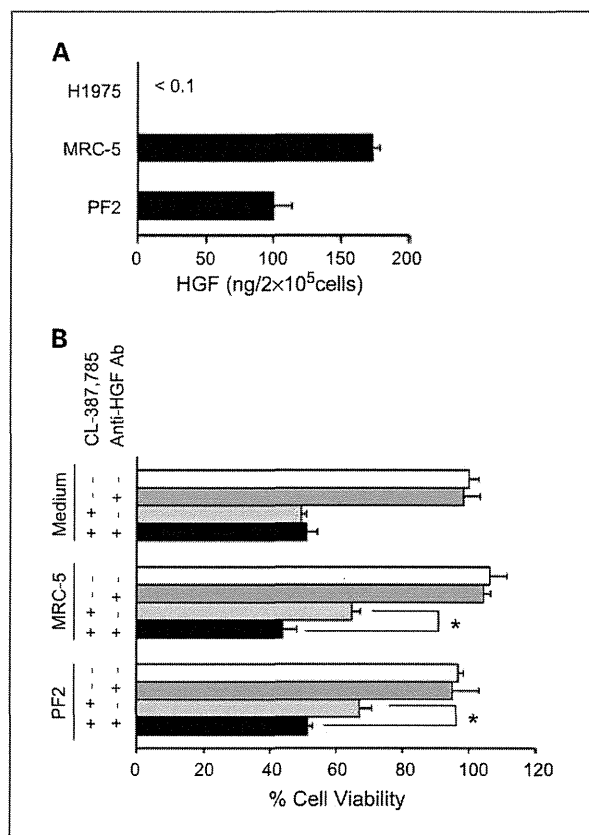 A
H1975
< 0.1
MRC-5
PF2
0 50 100 150 200
HGF (ng/2×10⁵cells)
B
CL-387,785
Anti-HGF Ab
Medium
- -
- +
+ -
+ +
MRC-5
- -
- +
+ -
+ +
*
PF2
- -
- +
+ -
+ +
*
0 20 40 60 80 100 120
% Cell Viability